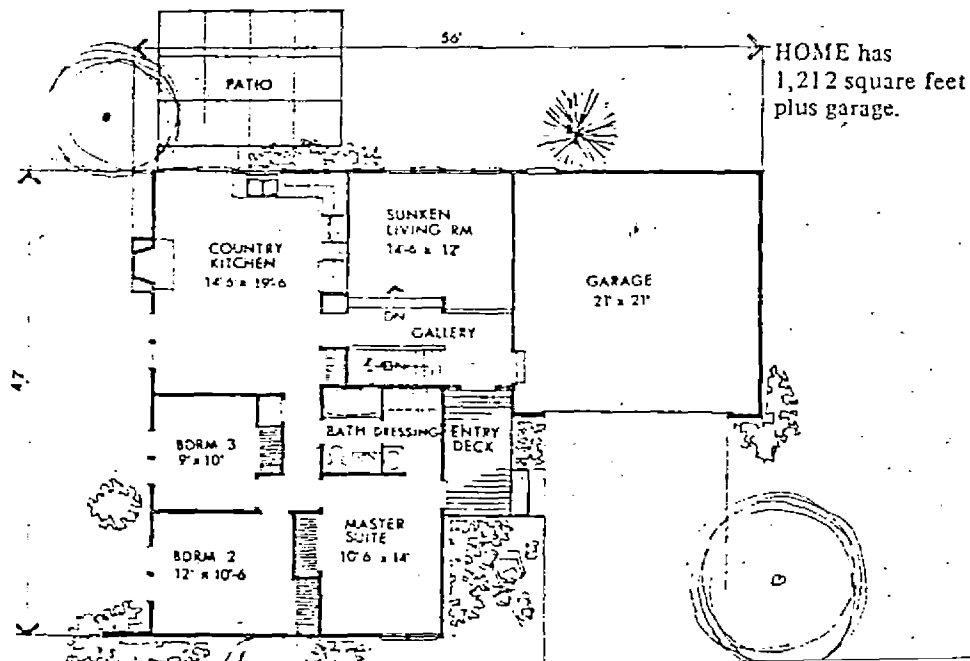 56'
HOME has
1,212 square feet
plus garage.
PATIO
SUNKEN
LIVING RM
14'-6 x 12'
COUNTRY
KITCHEN
14'-6 x 19'-6
GARAGE
21' x 21'
DN
GALLERY
47'
BATH DRESSING
ENTRY
DECK
BDRM 3
9' x 10'
MASTER
SUITE
10'-6 x 14'
BDRM 2
12' x 10'-6